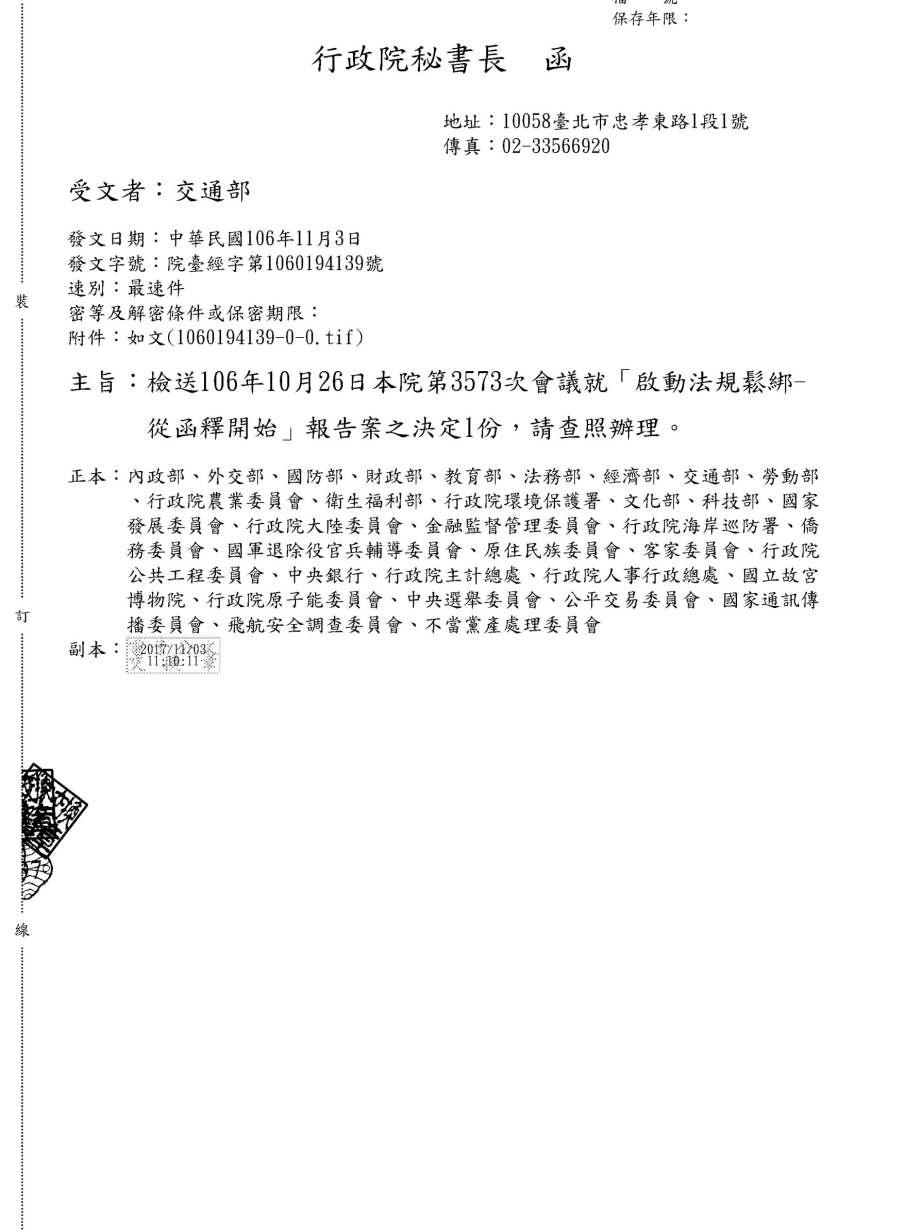 保存年限：
行政院秘書長　函
地址：10058臺北市忠孝東路1段1號
傳真：02-33566920
受文者：交通部
發文日期：中華民國106年11月3日
發文字號：院臺經字第1060194139號
速別：最速件
密等及解密條件或保密期限：
附件：如文(1060194139-0-0.tif)
主旨：檢送106年10月26日本院第3573次會議就「啟動法規鬆綁-
從函釋開始」報告案之決定1份，請查照辦理。
正本：內政部、外交部、國防部、財政部、教育部、法務部、經濟部、交通部、勞動部
、行政院農業委員會、衛生福利部、行政院環境保護署、文化部、科技部、國家
發展委員會、行政院大陸委員會、金融監督管理委員會、行政院海岸巡防署、僑
務委員會、國軍退除役官兵輔導委員會、原住民族委員會、客家委員會、行政院
公共工程委員會、中央銀行、行政院主計總處、行政院人事行政總處、國立故宮
博物院、行政院原子能委員會、中央選舉委員會、公平交易委員會、國家通訊傳
播委員會、飛航安全調查委員會、不當黨產處理委員會
副本：
2017/11/03
11:10:11
裝
訂
線